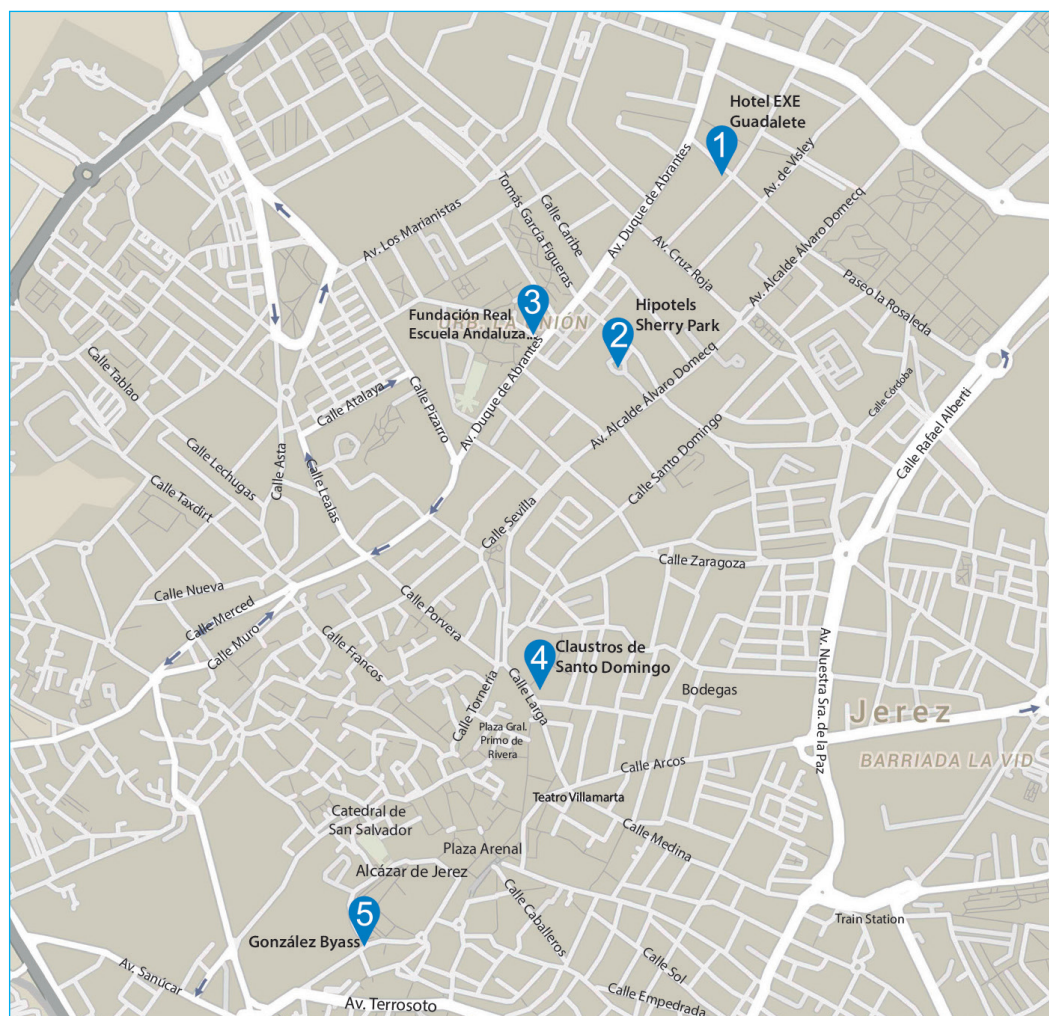 Hotel EXE
Guadalete
1
Av. de Visley
Av. Duque de Abrantes
Tomás García Figueras
Calle Caribe
Av. Los Marianistas
Av. Cruz Roja
Av. Alcalde Álvaro Domecq
Paseo la Rosaleda
3
Fundación Real
Escuela Andaluza...
URB. LA UNIÓN
Hipotels
Sherry Park
2
Calle Tablao
Calle Atalaya
Calle Pizarro
Av. Duque de Abrantes
Av. Alcalde Álvaro Domecq
Calle Córdoba
Calle Rafael Alberti
Calle Santo Domingo
Calle Lechugas
Calle Asta
Calle Lealas
Calle Taxdirt
Calle Sevilla
Calle Zaragoza
Calle Nueva
Calle Merced
Calle Muro
Calle Porvera
Calle Francos
4
Claustros de
Santo Domingo
Calle Tornería
Calle Larga
Bodegas
Av. Nuestra Sra. de la Paz
Plaza Gral.
Primo de
Rivera
Jerez
BARRIADA LA VID
Calle Arcos
Teatro Villamarta
Catedral de
San Salvador
Calle Medina
Plaza Arenal
Alcázar de Jerez
5
González Byass
Calle Caballeros
Train Station
Av. Sanúcar
Calle Sol
Av. Terrosoto
Calle Empedrada